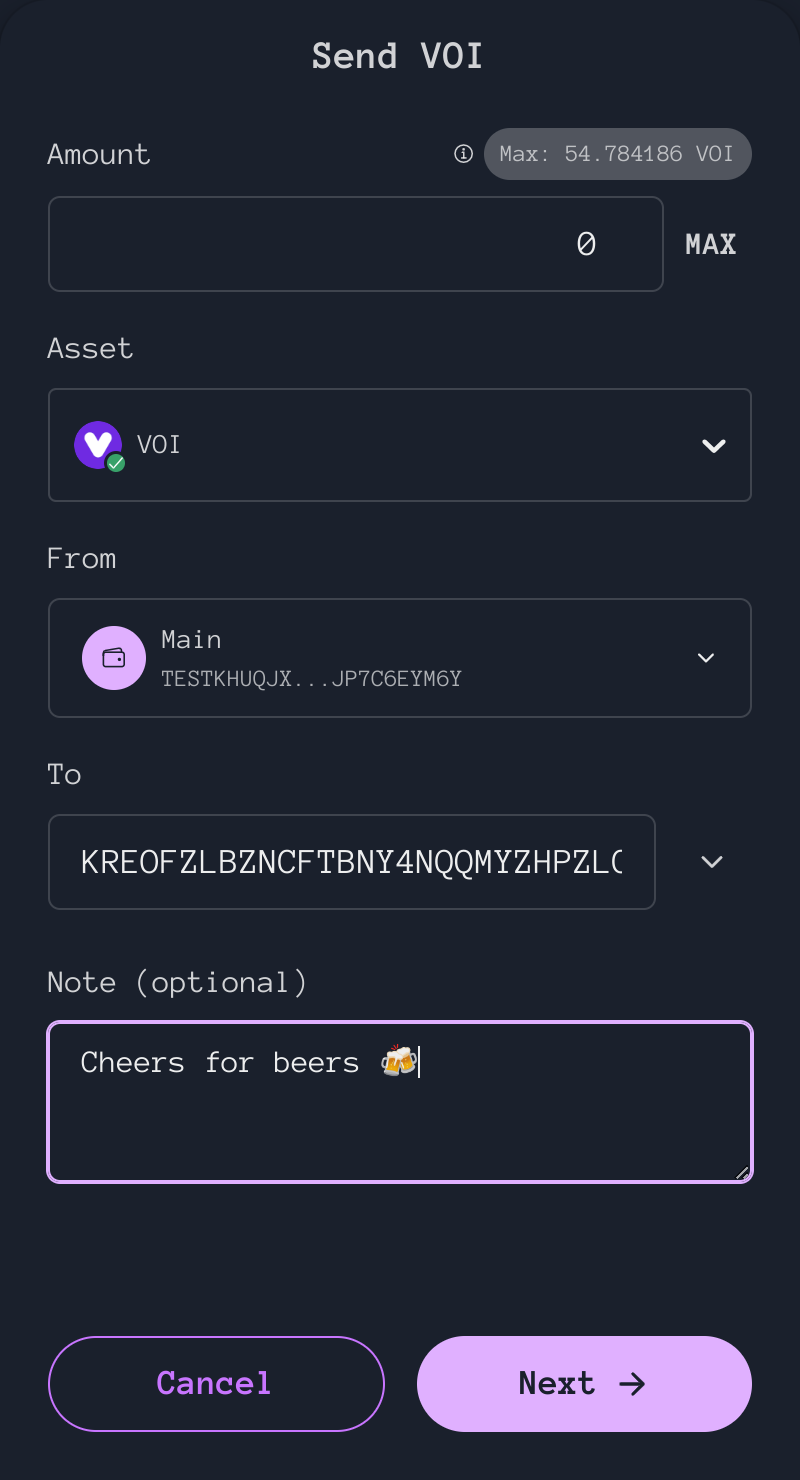 Send VOI
Amount
Max: 54.784186 VOI
0
MAX
Asset
VOI
From
Main
TESTKHUQJX...JP7C6EYM6Y
To
KREOFZLBZNCFTBNY4NQQMYZHPZL
Note (optional)
Cheers for beers 🍻
Cancel
Next →